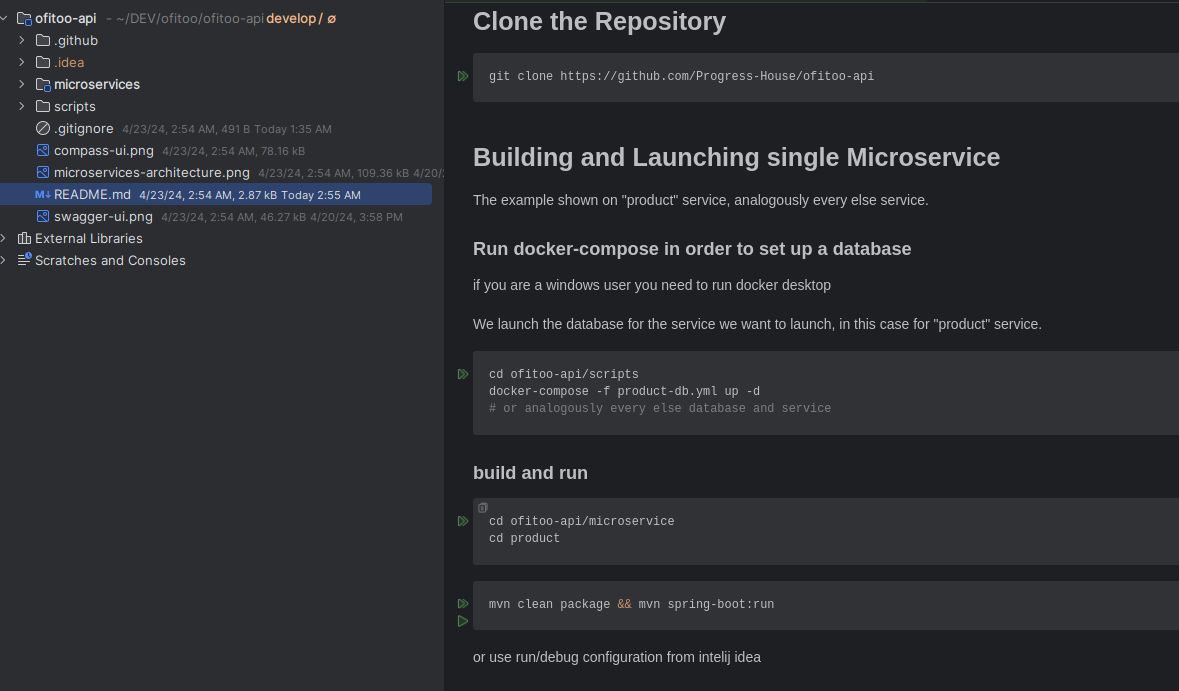 ofitoo-api - ~/DEV/ofitoo/ofitoo-api develop / ø
.github
.idea
microservices
scripts
.gitignore 4/23/24, 2:54 AM, 491 B Today 1:35 AM
compass-ui.png 4/23/24, 2:54 AM, 78.16 kB
microservices-architecture.png 4/23/24, 2:54 AM, 109.36 kB 4/20/
M↓ README.md 4/23/24, 2:54 AM, 2.87 kB Today 2:55 AM
swagger-ui.png 4/23/24, 2:54 AM, 46.27 kB 4/20/24, 3:58 PM
External Libraries
Scratches and Consoles
Clone the Repository
git clone https://github.com/Progress-House/ofitoo-api
Building and Launching single Microservice
The example shown on "product" service, analogously every else service.
Run docker-compose in order to set up a database
if you are a windows user you need to run docker desktop
We launch the database for the service we want to launch, in this case for "product" service.
cd ofitoo-api/scripts
docker-compose -f product-db.yml up -d
# or analogously every else database and service
build and run
cd ofitoo-api/microservice
cd product
mvn clean package && mvn spring-boot:run
or use run/debug configuration from intelij idea